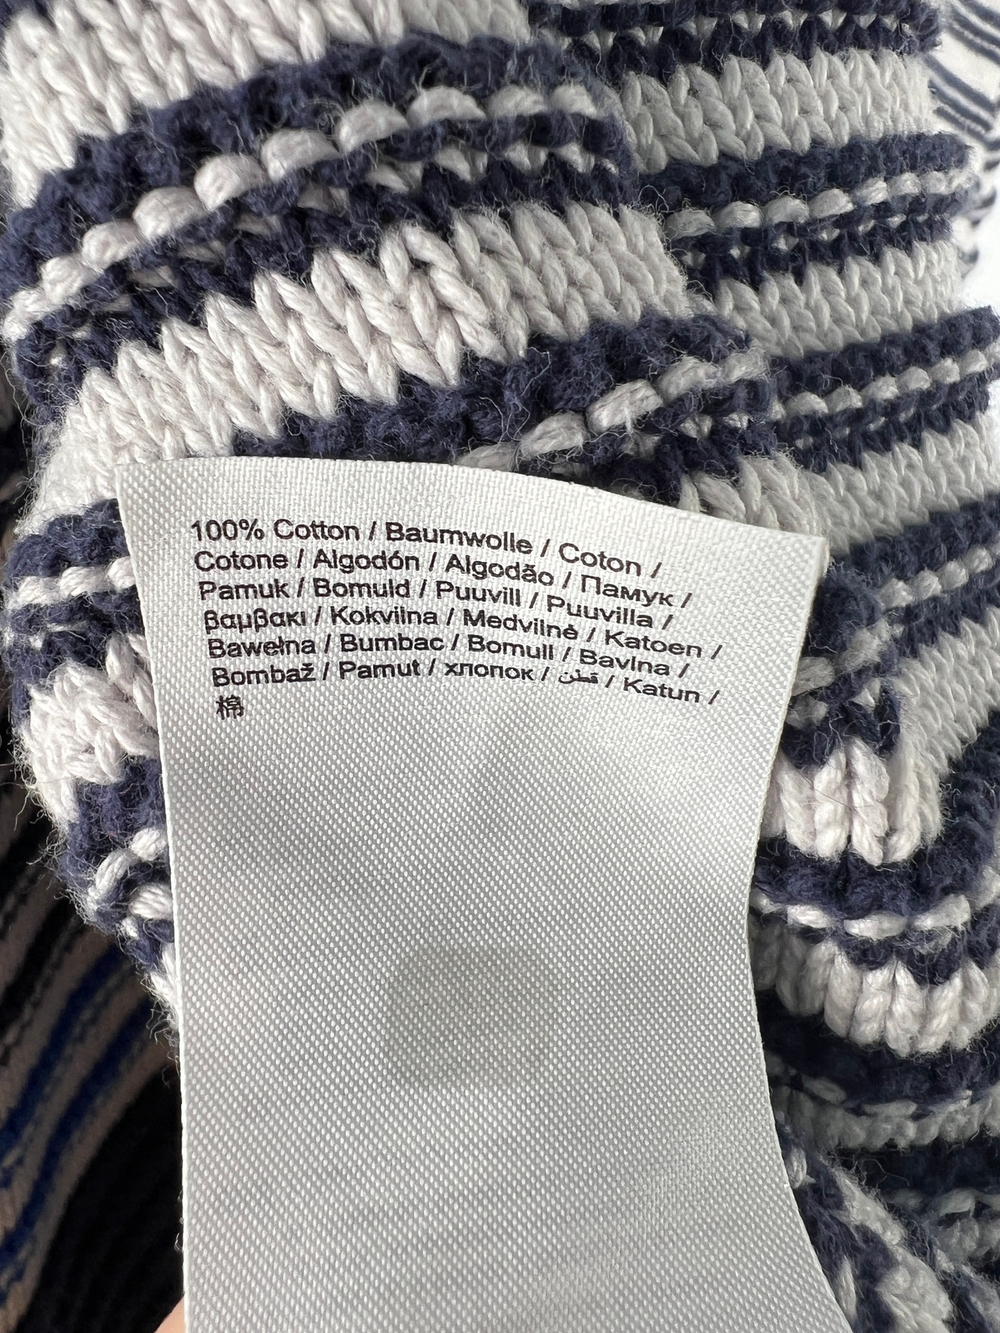 100% Cotton / Baumwolle / Coton /
Cotone / Algodón / Algodão / Памук /
Pamuk / Bomuld / Puuvill / Puuvilla /
βαμβακι / Kokvilna / Medvilnė / Katoen /
Bawełna / Bumbac / Bomull / Bavlna /
Bombaž / Pamut / хлопок / قطن / Katun /
棉